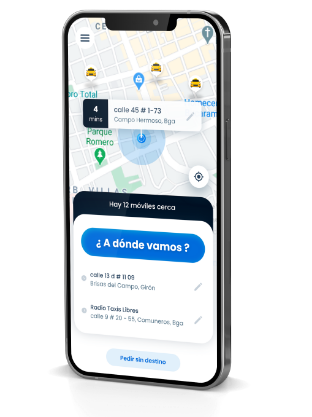 oro Total
4
mins
calle 45 # 1-73
Campo Hermoso, Bga
Parque
Romero
VILLAS
Hay 12 móviles cerca
¿ A dónde vamos ?
calle 13 d # 11 09
Brisas del Campo, Girón
Radio Taxis Libres
calle 9 # 20 - 55, Comuneros, Bga
Pedir sin destino